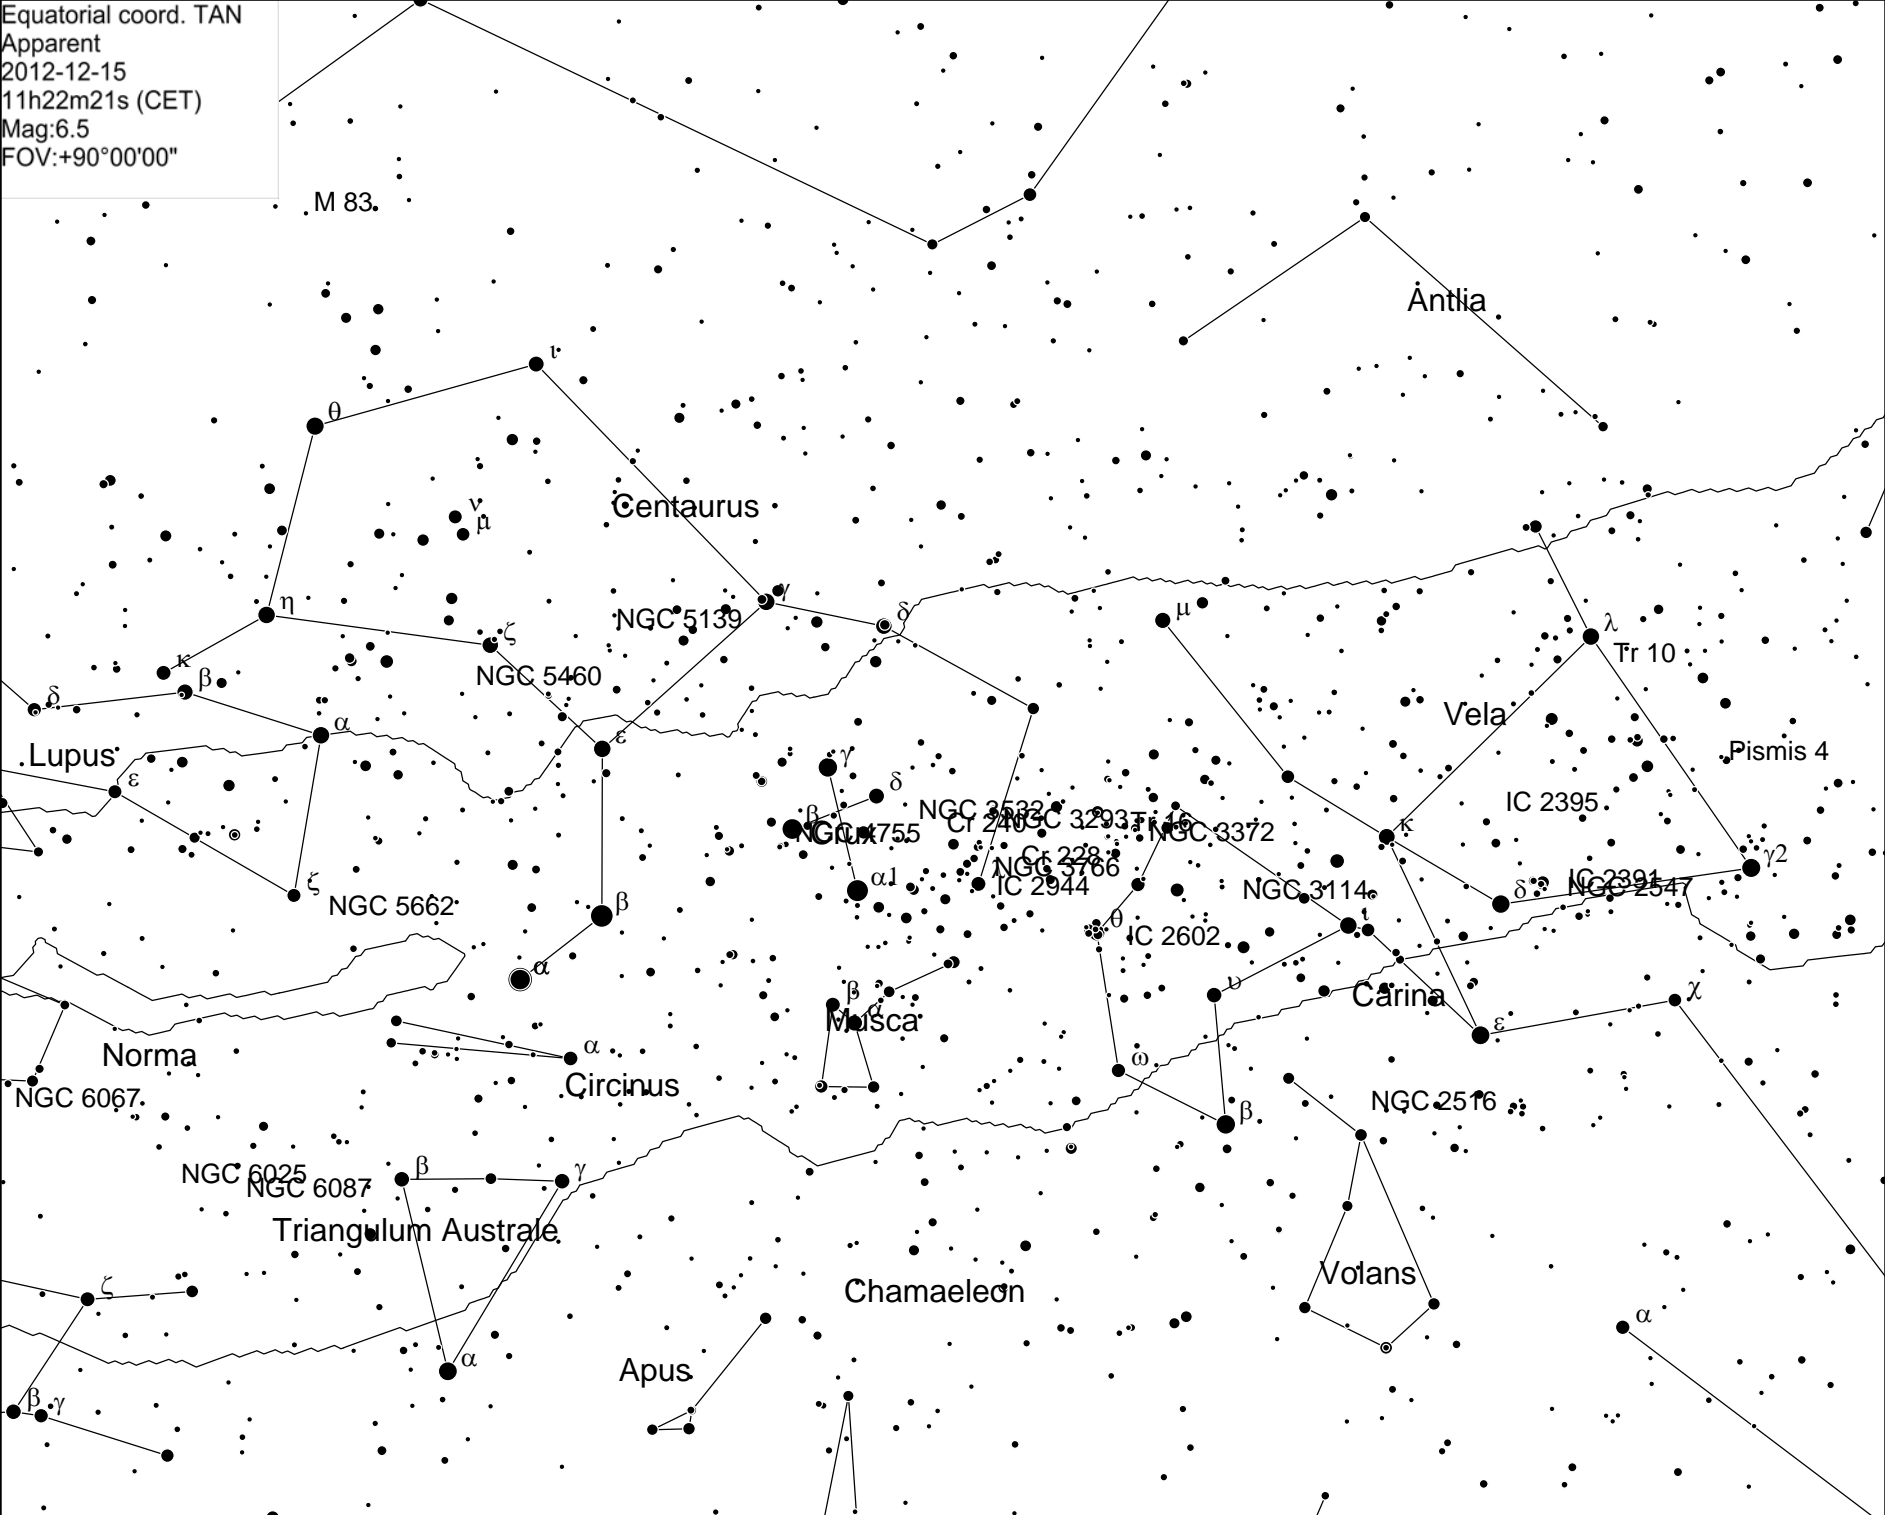 Equatorial coord. TAN
Apparent
2012-12-15
11h22m21s (CET)
Mag:6.5
FOV:+90°00'00"
M 83
Antlia
ι
θ
Centaurus
ν
μ
η
γ
NGC 5139
δ
μ
λ
ζ
Tr 10
κ
β
NGC 5460
δ
α
Vela
ε
Lupus
Pismis 4
γ
ε
δ
IC 2395
NGC 3532
NGC 3293
Tr 16
β
Cr 240
NGC 4755
Crux
NGC 3372
κ
Cr 228
γ2
NGC 3766
α1
IC 2944
IC 2391
NGC 2547
ζ
NGC 3114
δ
NGC 5662
β
λ
ι
θ
IC 2602
α
υ
β
Carina
χ
α
Musca
ε
Norma
α
ω
Circinus
NGC 6067
NGC 2516
β
NGC 6025
β
γ
NGC 6087
Triangulum Australe
Volans
ζ
Chamaeleon
α
α
Apus
β
γ